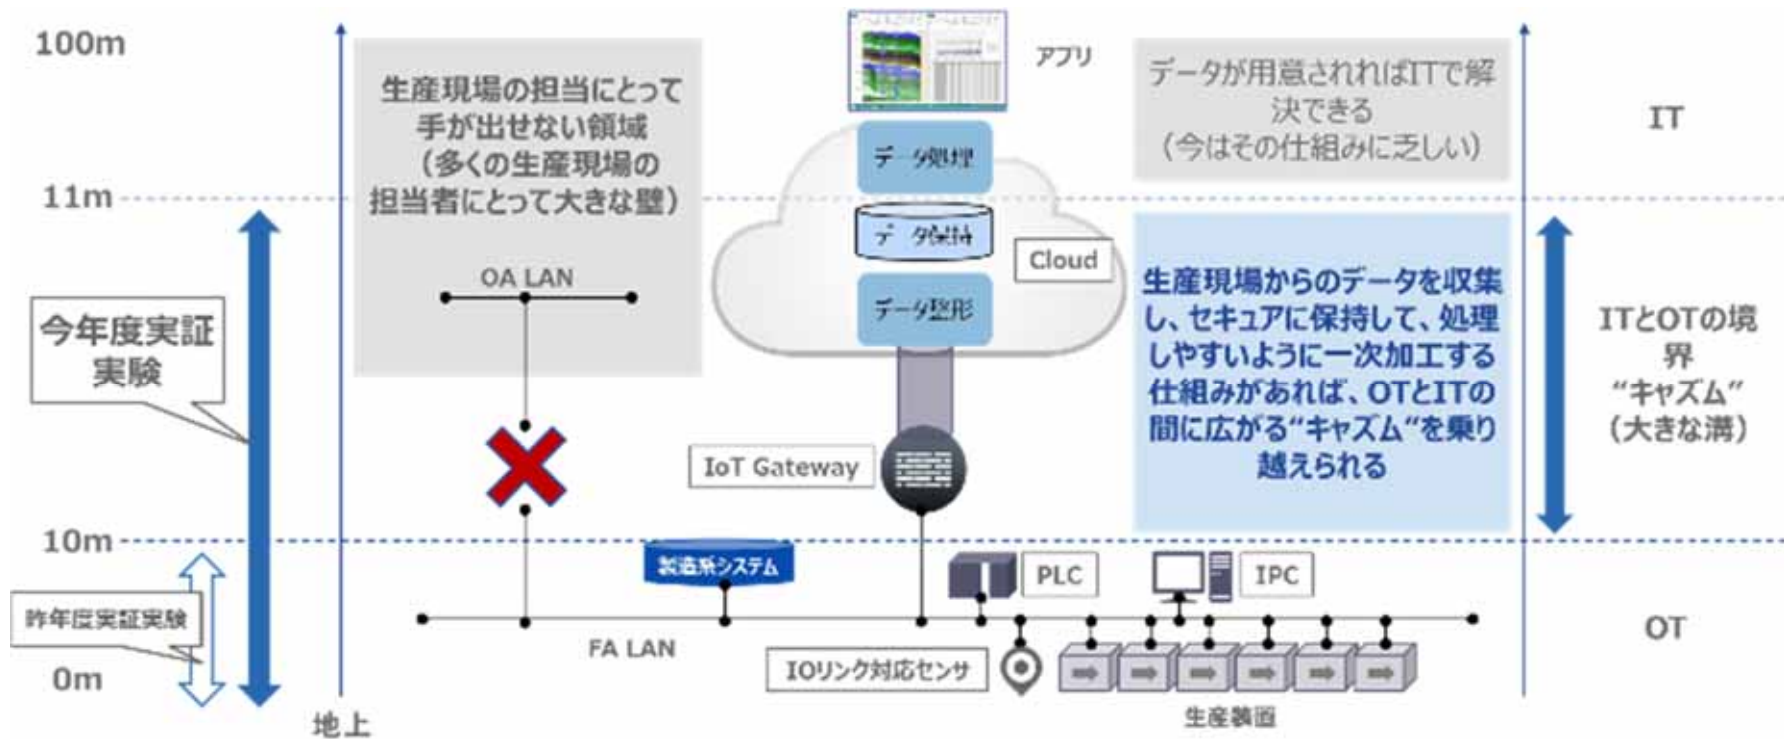 100m
11m
10m
0m
地上
今年度実証
実験
昨年度実証実験
生産現場の担当にとって
手が出せない領域
（多くの生産現場の
担当者にとって大きな壁）
OA LAN
アプリ
データ処理
データ保持
データ整形
Cloud
IoT Gateway
製造系システム
FA LAN
PLC
IPC
IOリンク対応センサ
生産装置
データが用意されればITで解
決できる
（今はその仕組みに乏しい）
生産現場からのデータを収集
し、セキュアに保持して、処理
しやすいように一次加工する
仕組みがあれば、OTとITの
間に広がる“キャズム”を乗り
越えられる
IT
ITとOTの境
界
“キャズム”
（大きな溝）
OT